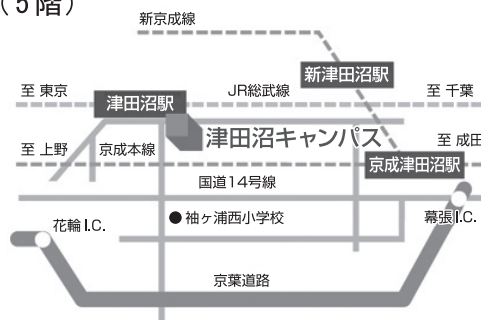 (5階)
新京成線
新津田沼駅
至 東京
JR総武線
至 千葉
津田沼駅
津田沼キャンパス
至 上野
京成本線
至 成田
京成津田沼駅
国道14号線
花輪I.C.
● 袖ヶ浦西小学校
幕張I.C.
京葉道路